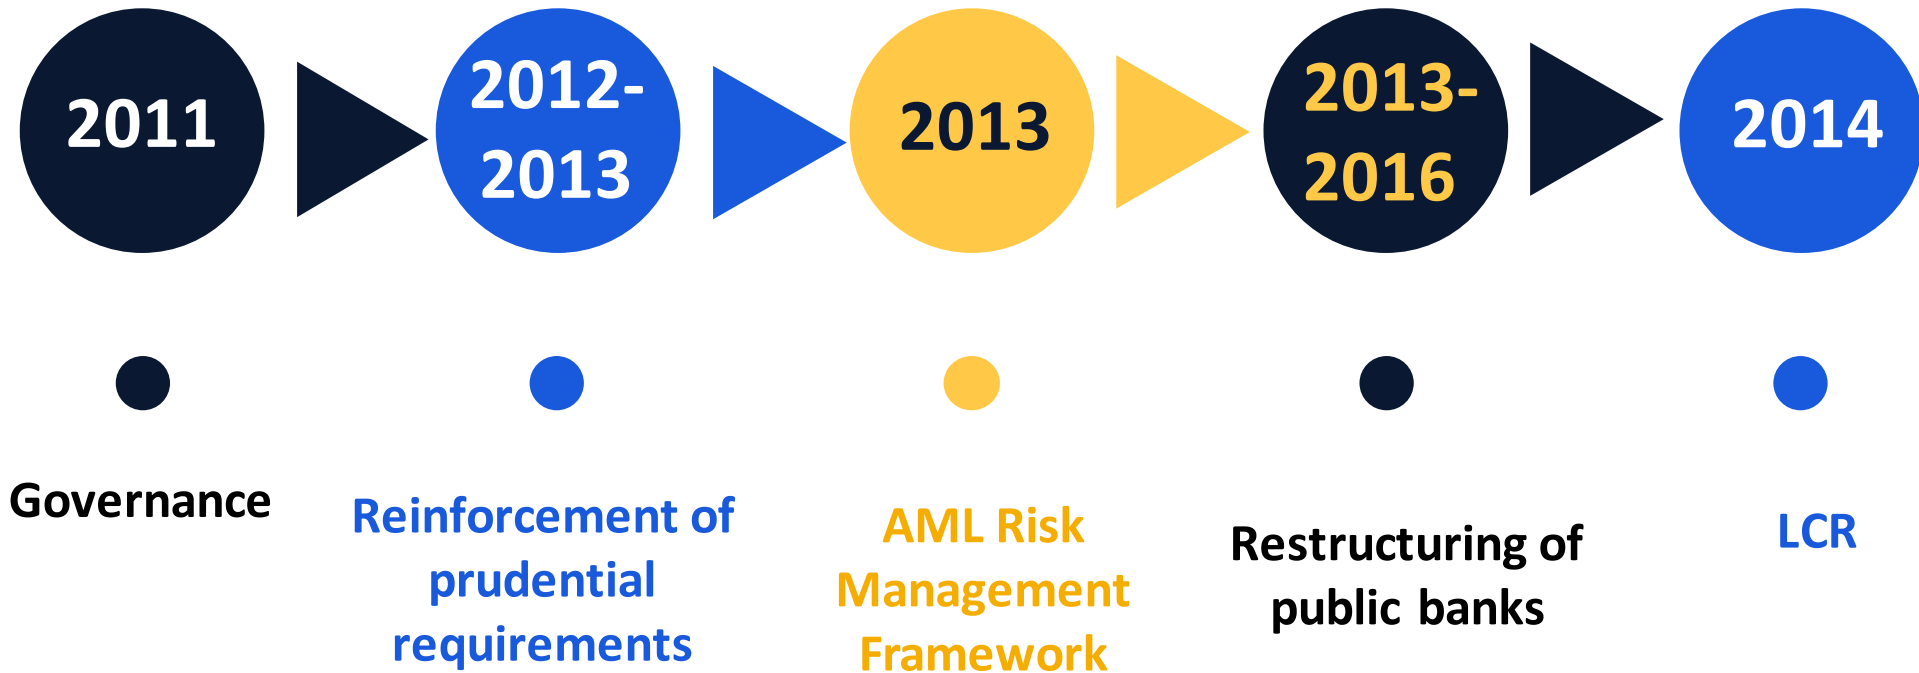 2011
2012-
2013
2013
2013-
2016
2014
Governance
Reinforcement of
prudential
requirements
AML Risk
Management
Framework
Restructuring of
public banks
LCR